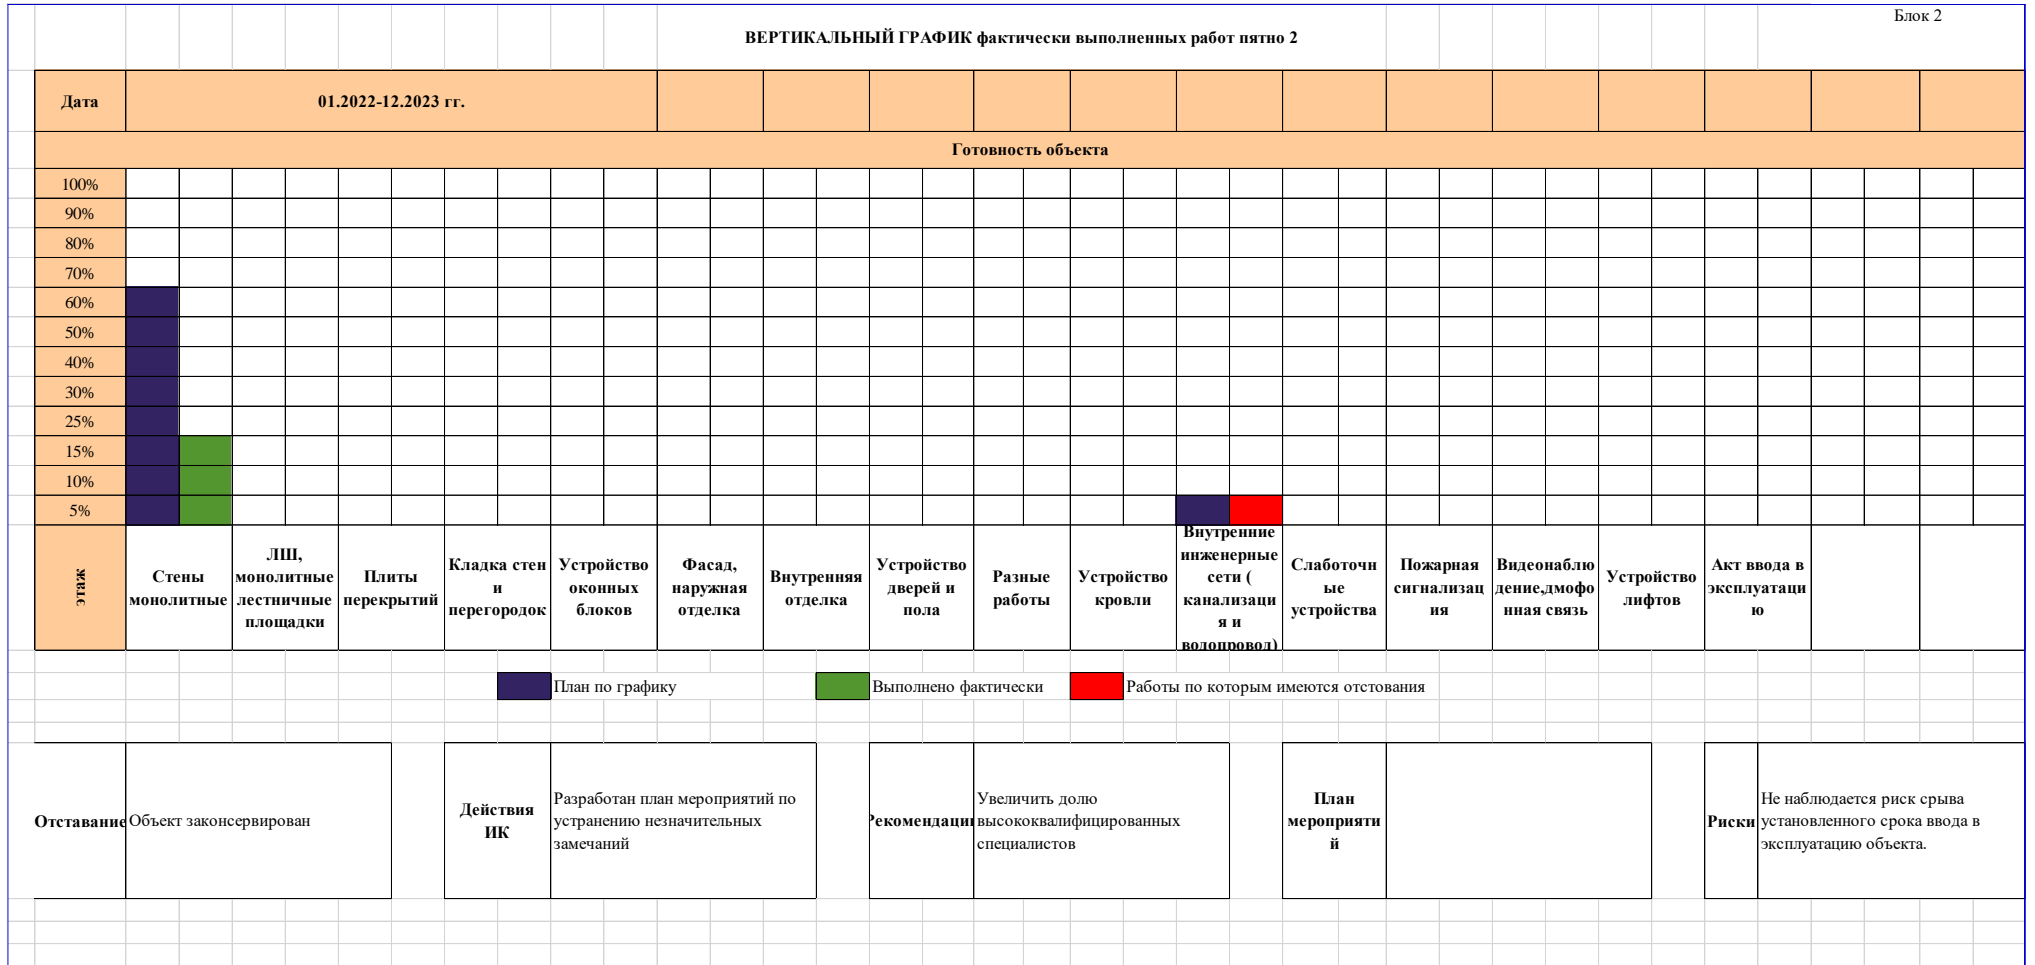 Блок 2
ВЕРТИКАЛЬНЫЙ ГРАФИК фактически выполненных работ пятно 2
Дата
01.2022-12.2023 гг.
Готовность объекта
100%
90%
80%
70%
60%
50%
40%
30%
25%
15%
10%
5%
этаж
Стены
монолитные
ЛШ,
монолитные
лестничные
площадки
Плиты
перекрытий
Кладка стен
и
перегородок
Устройство
оконных
блоков
Фасад,
наружная
отделка
Внутренняя
отделка
Устройство
дверей и
пола
Разные
работы
Устройство
кровли
Внутренние
инженерные
сети (
канализаци
я и
водопровод)
Слаботочн
ые
устройства
Пожарная
сигнализац
ия
Видеонаблю
дение,дмофо
нная связь
Устройство
лифтов
Акт ввода в
эксплуатаци
ю
План по графику
Выполнено фактически
Работы по которым имеются отстования
Отставание
Объект законсервирован
Действия
ИК
Разработан план мероприятий по
устранению незначительных
замечаний
Рекомендации
Увеличить долю
высококвалифицированных
специалистов
План
мероприяти
й
Риски
Не наблюдается риск срыва
установленного срока ввода в
эксплуатацию объекта.